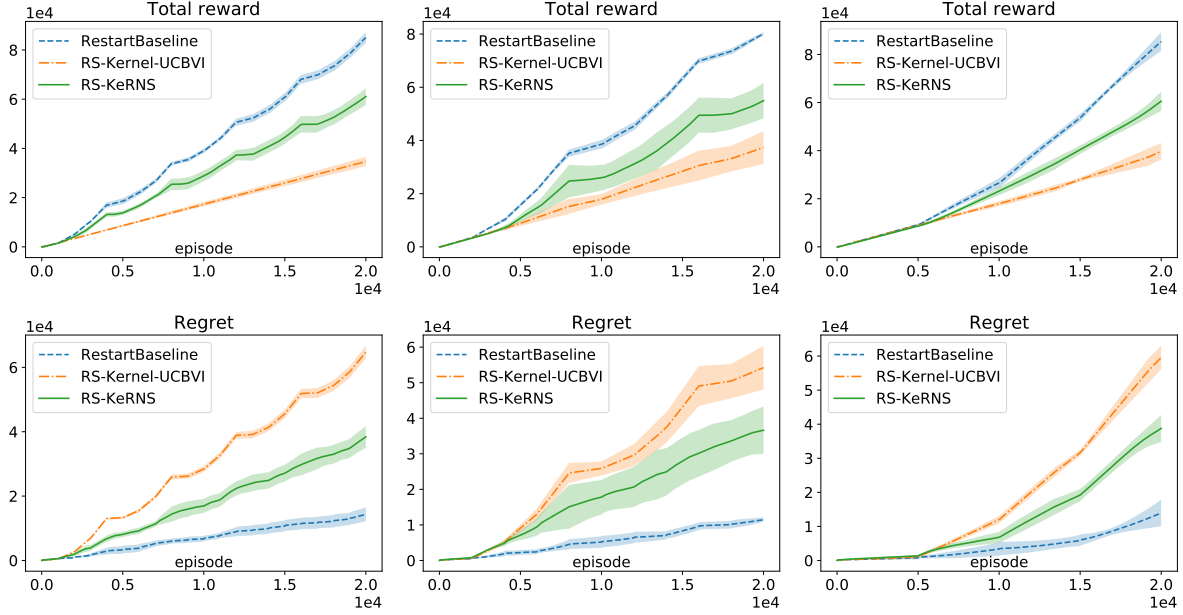 Total reward
1e4
8
6
4
2
0
RestartBaseline
RS-Kernel-UCBVI
RS-KeRNS
episode
0.0 0.5 1.0 1.5 2.0
1e4
Total reward
1e4
8
6
4
2
0
RestartBaseline
RS-Kernel-UCBVI
RS-KeRNS
episode
0.0 0.5 1.0 1.5 2.0
1e4
Total reward
1e4
8
6
4
2
0
RestartBaseline
RS-Kernel-UCBVI
RS-KeRNS
episode
0.0 0.5 1.0 1.5 2.0
1e4
Regret
1e4
6
4
2
0
RestartBaseline
RS-Kernel-UCBVI
RS-KeRNS
episode
0.0 0.5 1.0 1.5 2.0
1e4
Regret
1e4
6
5
4
3
2
1
0
RestartBaseline
RS-Kernel-UCBVI
RS-KeRNS
episode
0.0 0.5 1.0 1.5 2.0
1e4
Regret
1e4
6
5
4
3
2
1
0
RestartBaseline
RS-Kernel-UCBVI
RS-KeRNS
episode
0.0 0.5 1.0 1.5 2.0
1e4